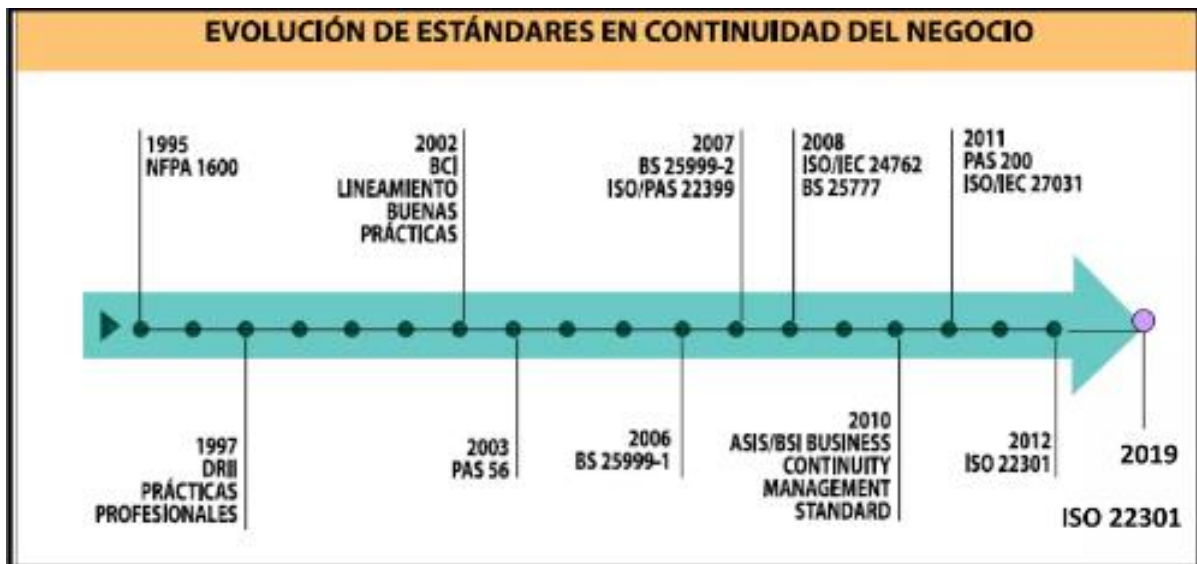 EVOLUCIÓN DE ESTÁNDARES EN CONTINUIDAD DEL NEGOCIO
1995
NFPA 1600
2002
BCI
LINEAMIENTO
BUENAS
PRÁCTICAS
2007
BS 25999-2
ISO/PAS 22399
2008
ISO/IEC 24762
BS 25777
2011
PAS 200
ISO/IEC 27031
1997
DRII
PRÁCTICAS
PROFESIONALES
2003
PAS 56
2006
BS 25999-1
2010
ASIS/BSI BUSINESS
CONTINUITY
MANAGEMENT
STANDARD
2012
ISO 22301
2019
ISO 22301